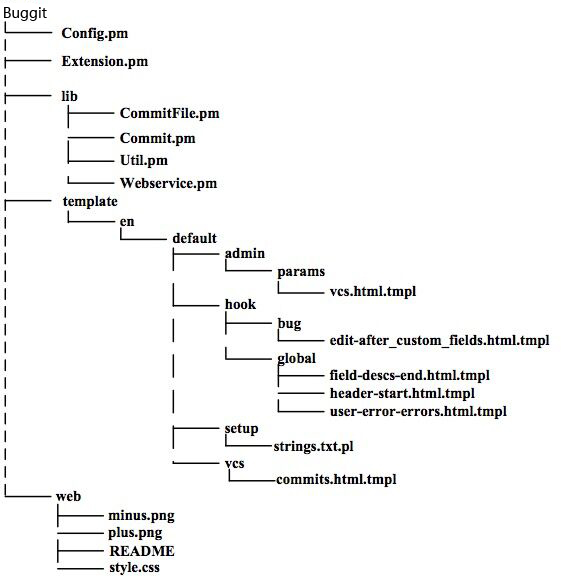 Buggit
Config.pm
Extension.pm
lib
CommitFile.pm
Commit.pm
Util.pm
Webservice.pm
template
en
default
admin
params
vcs.html.tmpl
hook
bug
edit-after_custom_fields.html.tmpl
global
field-descs-end.html.tmpl
header-start.html.tmpl
user-error-errors.html.tmpl
setup
strings.txt.pl
vcs
commits.html.tmpl
web
minus.png
plus.png
README
style.css